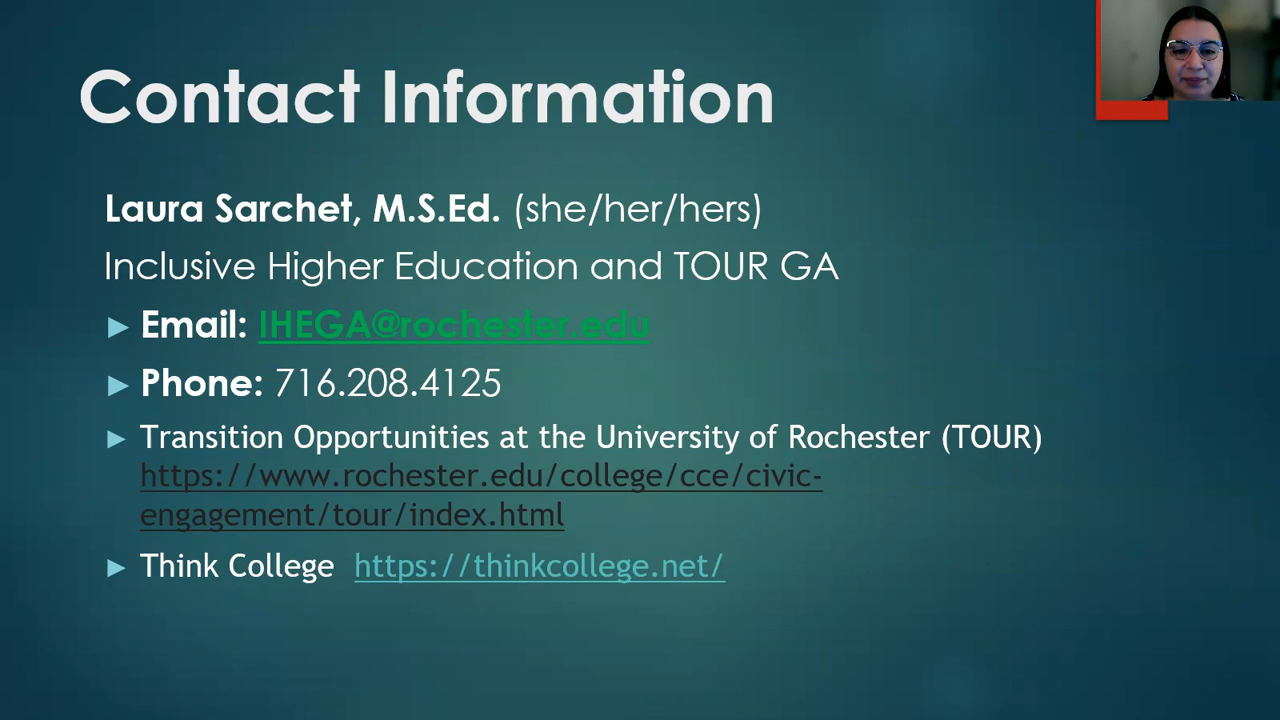 Contact Information
Laura Sarchet, M.S.Ed. (she/her/hers)
Inclusive Higher Education and TOUR GA
► Email: IHEGA@rochester.edu
► Phone: 716.208.4125
► Transition Opportunities at the University of Rochester (TOUR)
https://www.rochester.edu/college/cce/civic-
engagement/tour/index.html
► Think College https://thinkcollege.net/